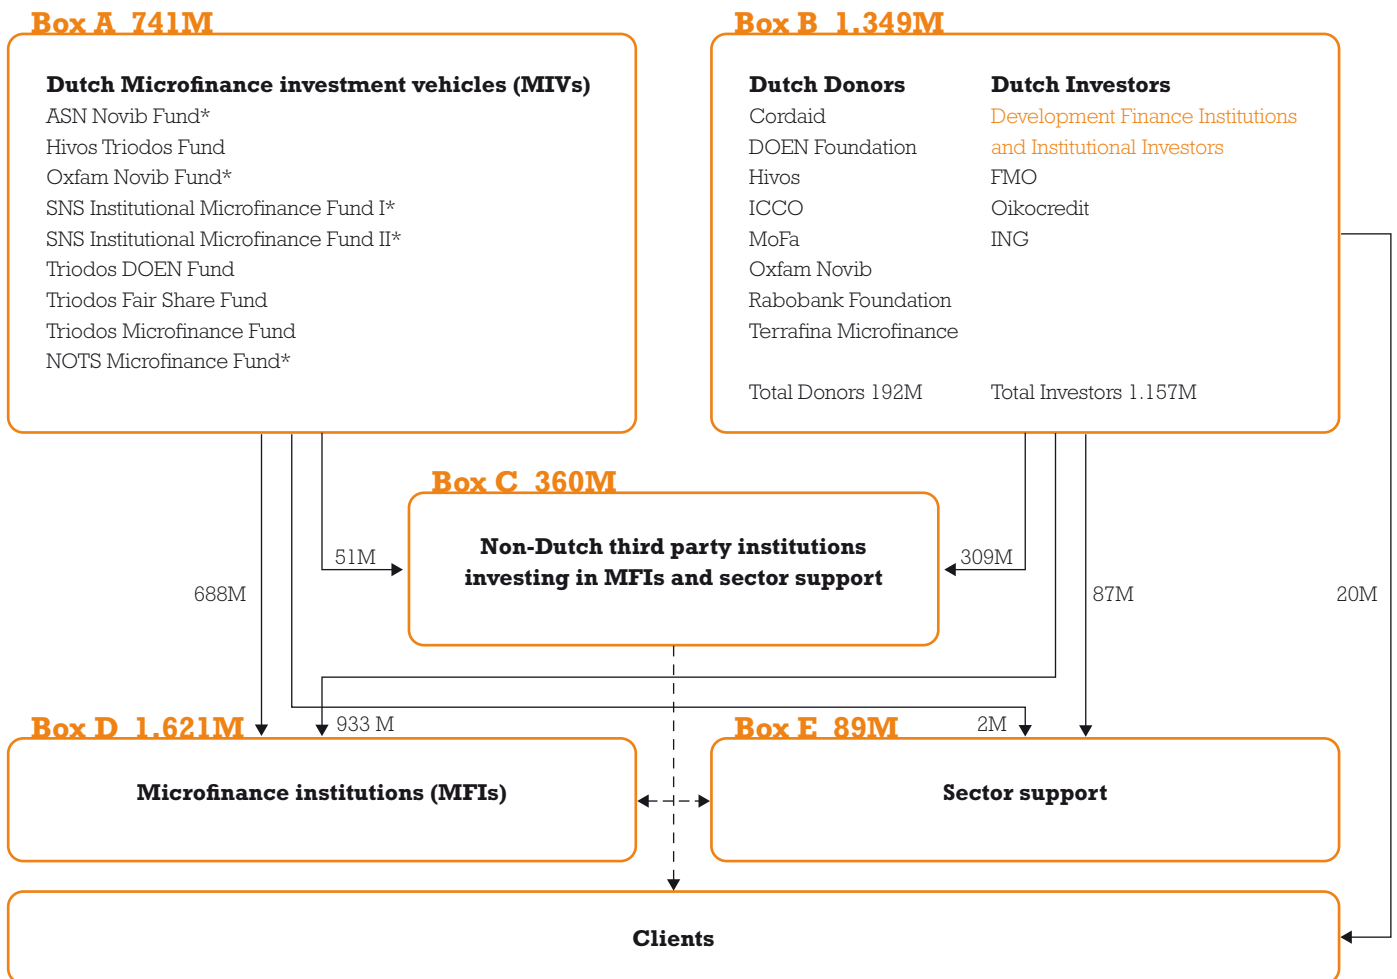 Box A 741M
Dutch Microfinance investment vehicles (MIVs)
ASN Novib Fund*
Hivos Triodos Fund
Oxfam Novib Fund*
SNS Institutional Microfinance Fund I*
SNS Institutional Microfinance Fund II*
Triodos DOEN Fund
Triodos Fair Share Fund
Triodos Microfinance Fund
NOTS Microfinance Fund*
Box B 1.349M
Dutch Donors
Cordaid
DOEN Foundation
Hivos
ICCO
MoFa
Oxfam Novib
Rabobank Foundation
Terrafina Microfinance
Total Donors 192M
Dutch Investors
Development Finance Institutions
and Institutional Investors
FMO
Oikocredit
ING
Total Investors 1.157M
Box C 360M
Non-Dutch third party institutions
investing in MFIs and sector support
51M
309M
688M
87M
20M
Box D 1.621M
933 M
Microfinance institutions (MFIs)
Box E 89M
2M
Sector support
Clients